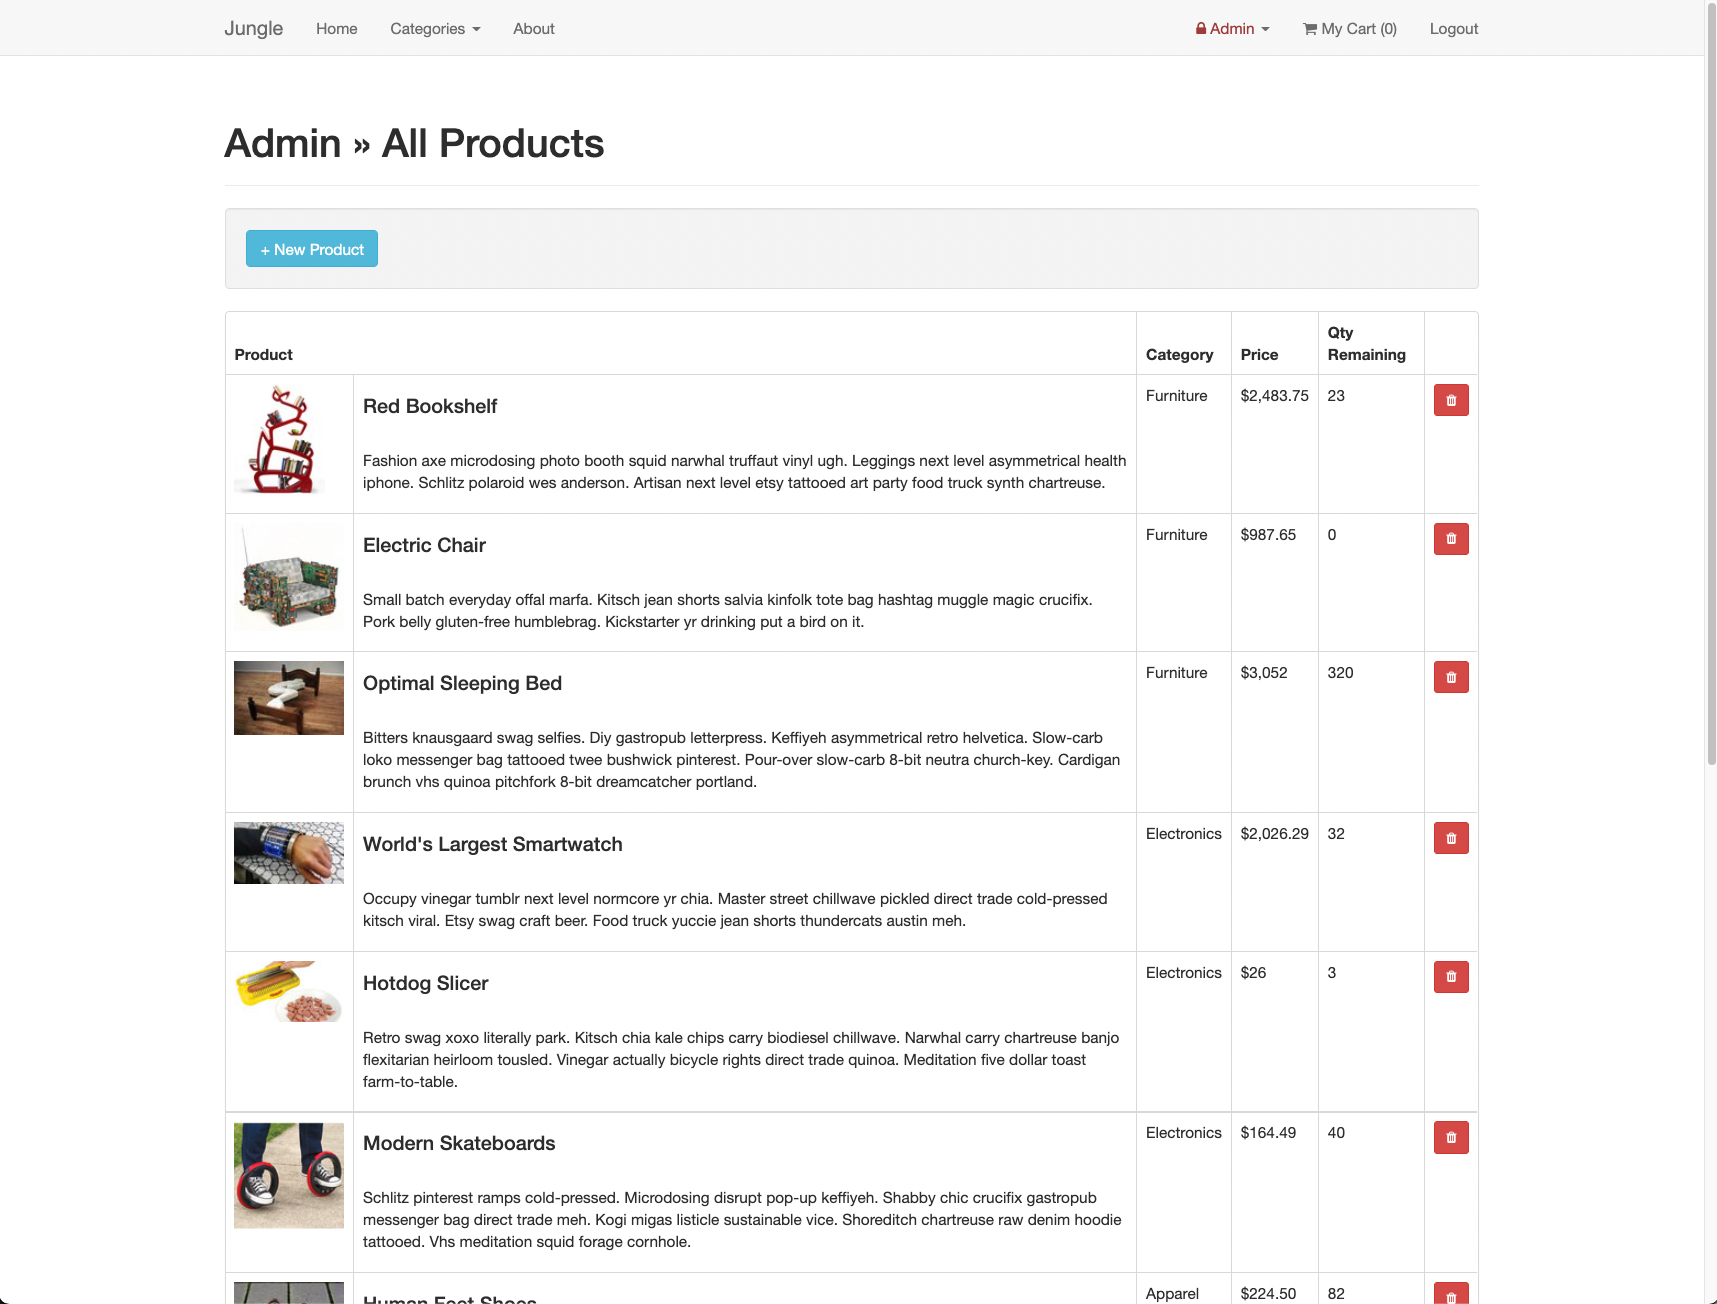 Jungle Home Categories About Admin My Cart (0) Logout
Admin » All Products
+ New Product
Product Category Price Qty Remaining
Red Bookshelf
Furniture $2,483.75 23
Fashion axe microdosing photo booth squid narwhal truffaut vinyl ugh. Leggings next level asymmetrical health
iphone. Schlitz polaroid wes anderson. Artisan next level etsy tattooed art party food truck synth chartreuse.
Electric Chair
Furniture $987.65 0
Small batch everyday offal marfa. Kitsch jean shorts salvia kinfolk tote bag hashtag muggle magic crucifix.
Pork belly gluten-free humblebrag. Kickstarter yr drinking put a bird on it.
Optimal Sleeping Bed
Furniture $3,052 320
Bitters knausgaard swag selfies. Diy gastropub letterpress. Keffiyeh asymmetrical retro helvetica. Slow-carb
loko messenger bag tattooed twee bushwick pinterest. Pour-over slow-carb 8-bit neutra church-key. Cardigan
brunch vhs quinoa pitchfork 8-bit dreamcatcher portland.
World's Largest Smartwatch
Electronics $2,026.29 32
Occupy vinegar tumblr next level normcore yr chia. Master street chillwave pickled direct trade cold-pressed
kitsch viral. Etsy swag craft beer. Food truck yuccie jean shorts thundercats austin meh.
Hotdog Slicer
Electronics $26 3
Retro swag xoxo literally park. Kitsch chia kale chips carry biodiesel chillwave. Narwhal carry chartreuse banjo
flexitarian heirloom tousled. Vinegar actually bicycle rights direct trade quinoa. Meditation five dollar toast
farm-to-table.
Modern Skateboards
Electronics $164.49 40
Schlitz pinterest ramps cold-pressed. Microdosing disrupt pop-up keffiyeh. Shabby chic crucifix gastropub
messenger bag direct trade meh. Kogi migas listicle sustainable vice. Shoreditch chartreuse raw denim hoodie
tattooed. Vhs meditation squid forage cornhole.
Human Feet Shoes
Apparel $224.50 82